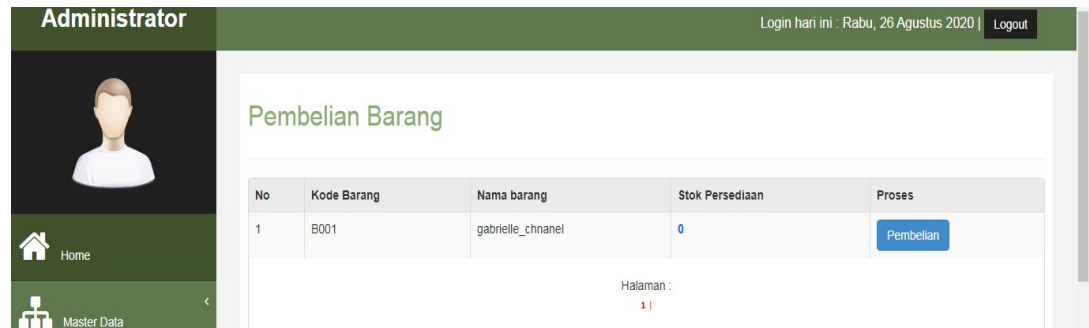 Administrator
Login hari ini : Rabu, 26 Agustus 2020 | Logout
Pembelian Barang
No Kode Barang Nama barang Stok Persediaan Proses
1 B001 gabrielle_chnanel 0 Pembelian
Home
Halaman :
1 |
Master Data